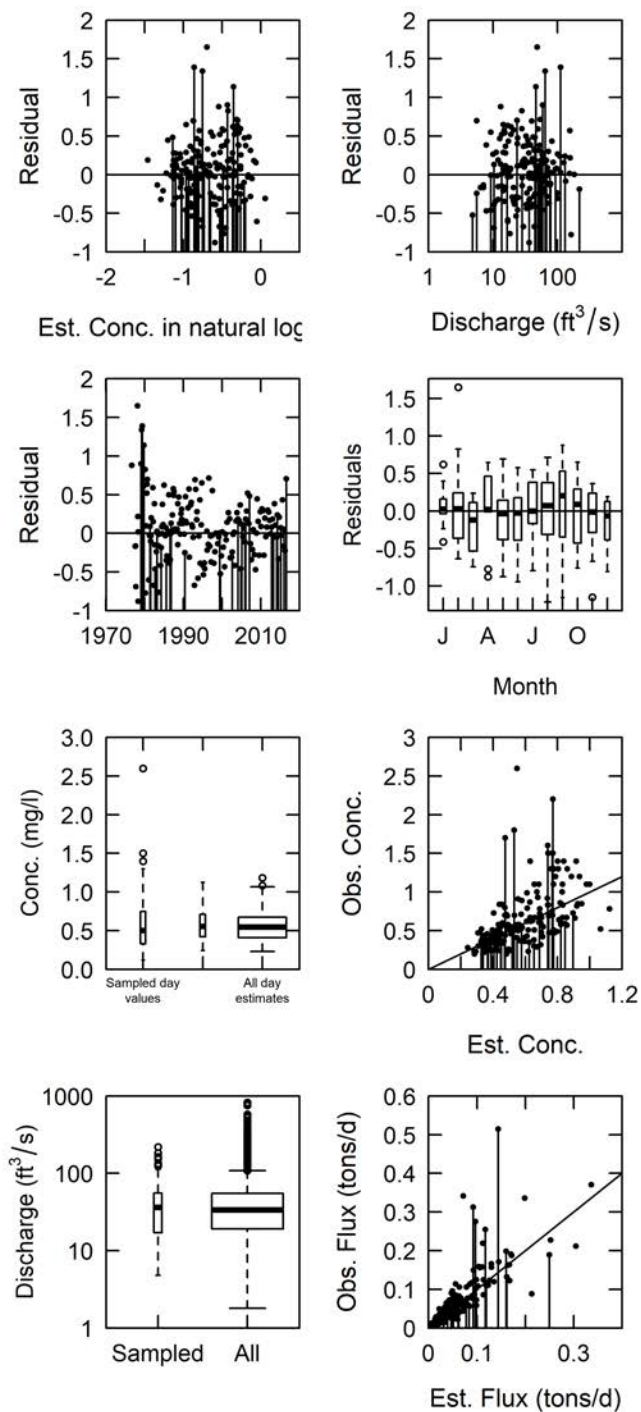 2
1.5
1
0.5
0
-0.5
-1
-2
-1
0
Residual
Est. Conc. in natural log
2
1.5
1
0.5
0
-0.5
-1
1
10
100
Residual
Discharge (ft³/s)
2
1.5
1
0.5
0
-0.5
-1
1970
1990
2010
Residual
1.5
1.0
0.5
0.0
-0.5
-1.0
J
A
J
O
Residuals
Month
3.0
2.5
2.0
1.5
1.0
0.5
0.0
Conc. (mg/l)
Sampled day
values
All day
estimates
3
2.5
2
1.5
1
0.5
0
0
0.4
0.8
1.2
Obs. Conc.
Est. Conc.
1000
100
10
1
Discharge (ft³/s)
Sampled
All
0.6
0.5
0.4
0.3
0.2
0.1
0
0
0.1
0.3
Obs. Flux (tons/d)
Est. Flux (tons/d)